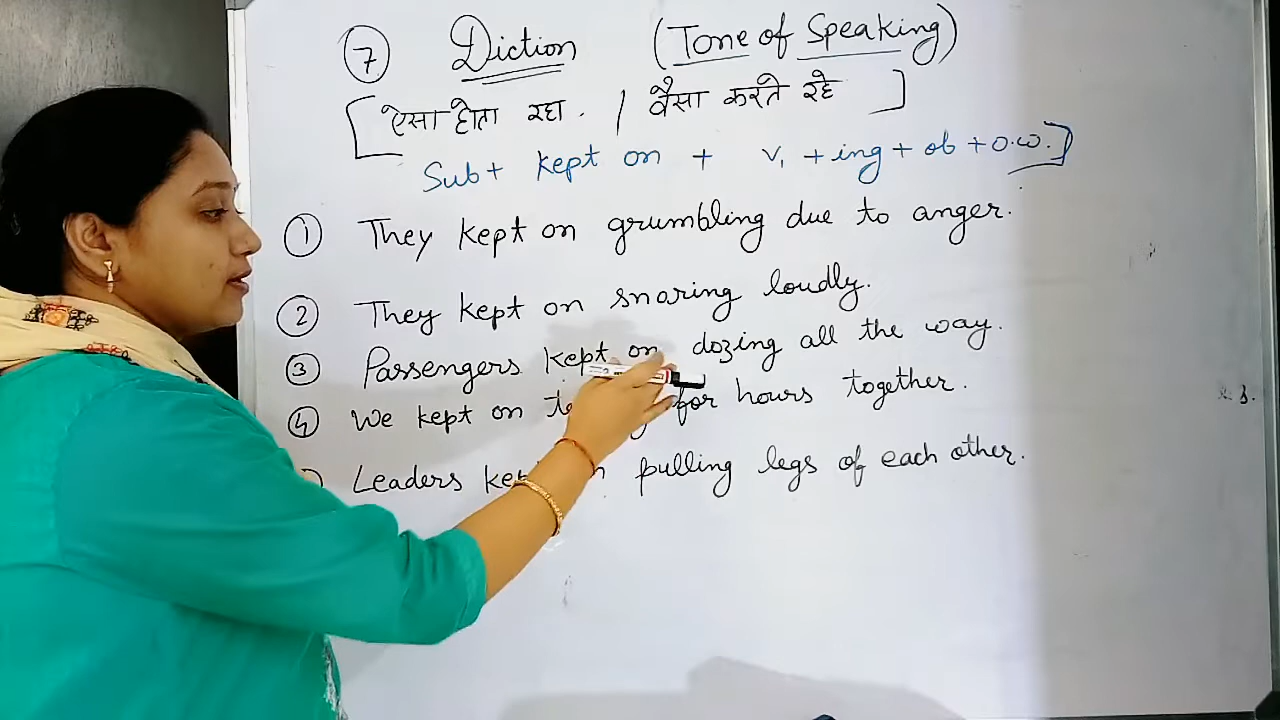 7 Diction (Tone of Speaking)
[ ऐसा होता रहा. / वैसा करते रहे ]
Sub + kept on + V1 + ing + ob + O.W.]
1 They kept on grumbling due to anger.
2 They kept on snaring loudly.
3 Passengers kept on dozing all the way.
4 We kept on for hours together.
Leaders pulling legs of each other.